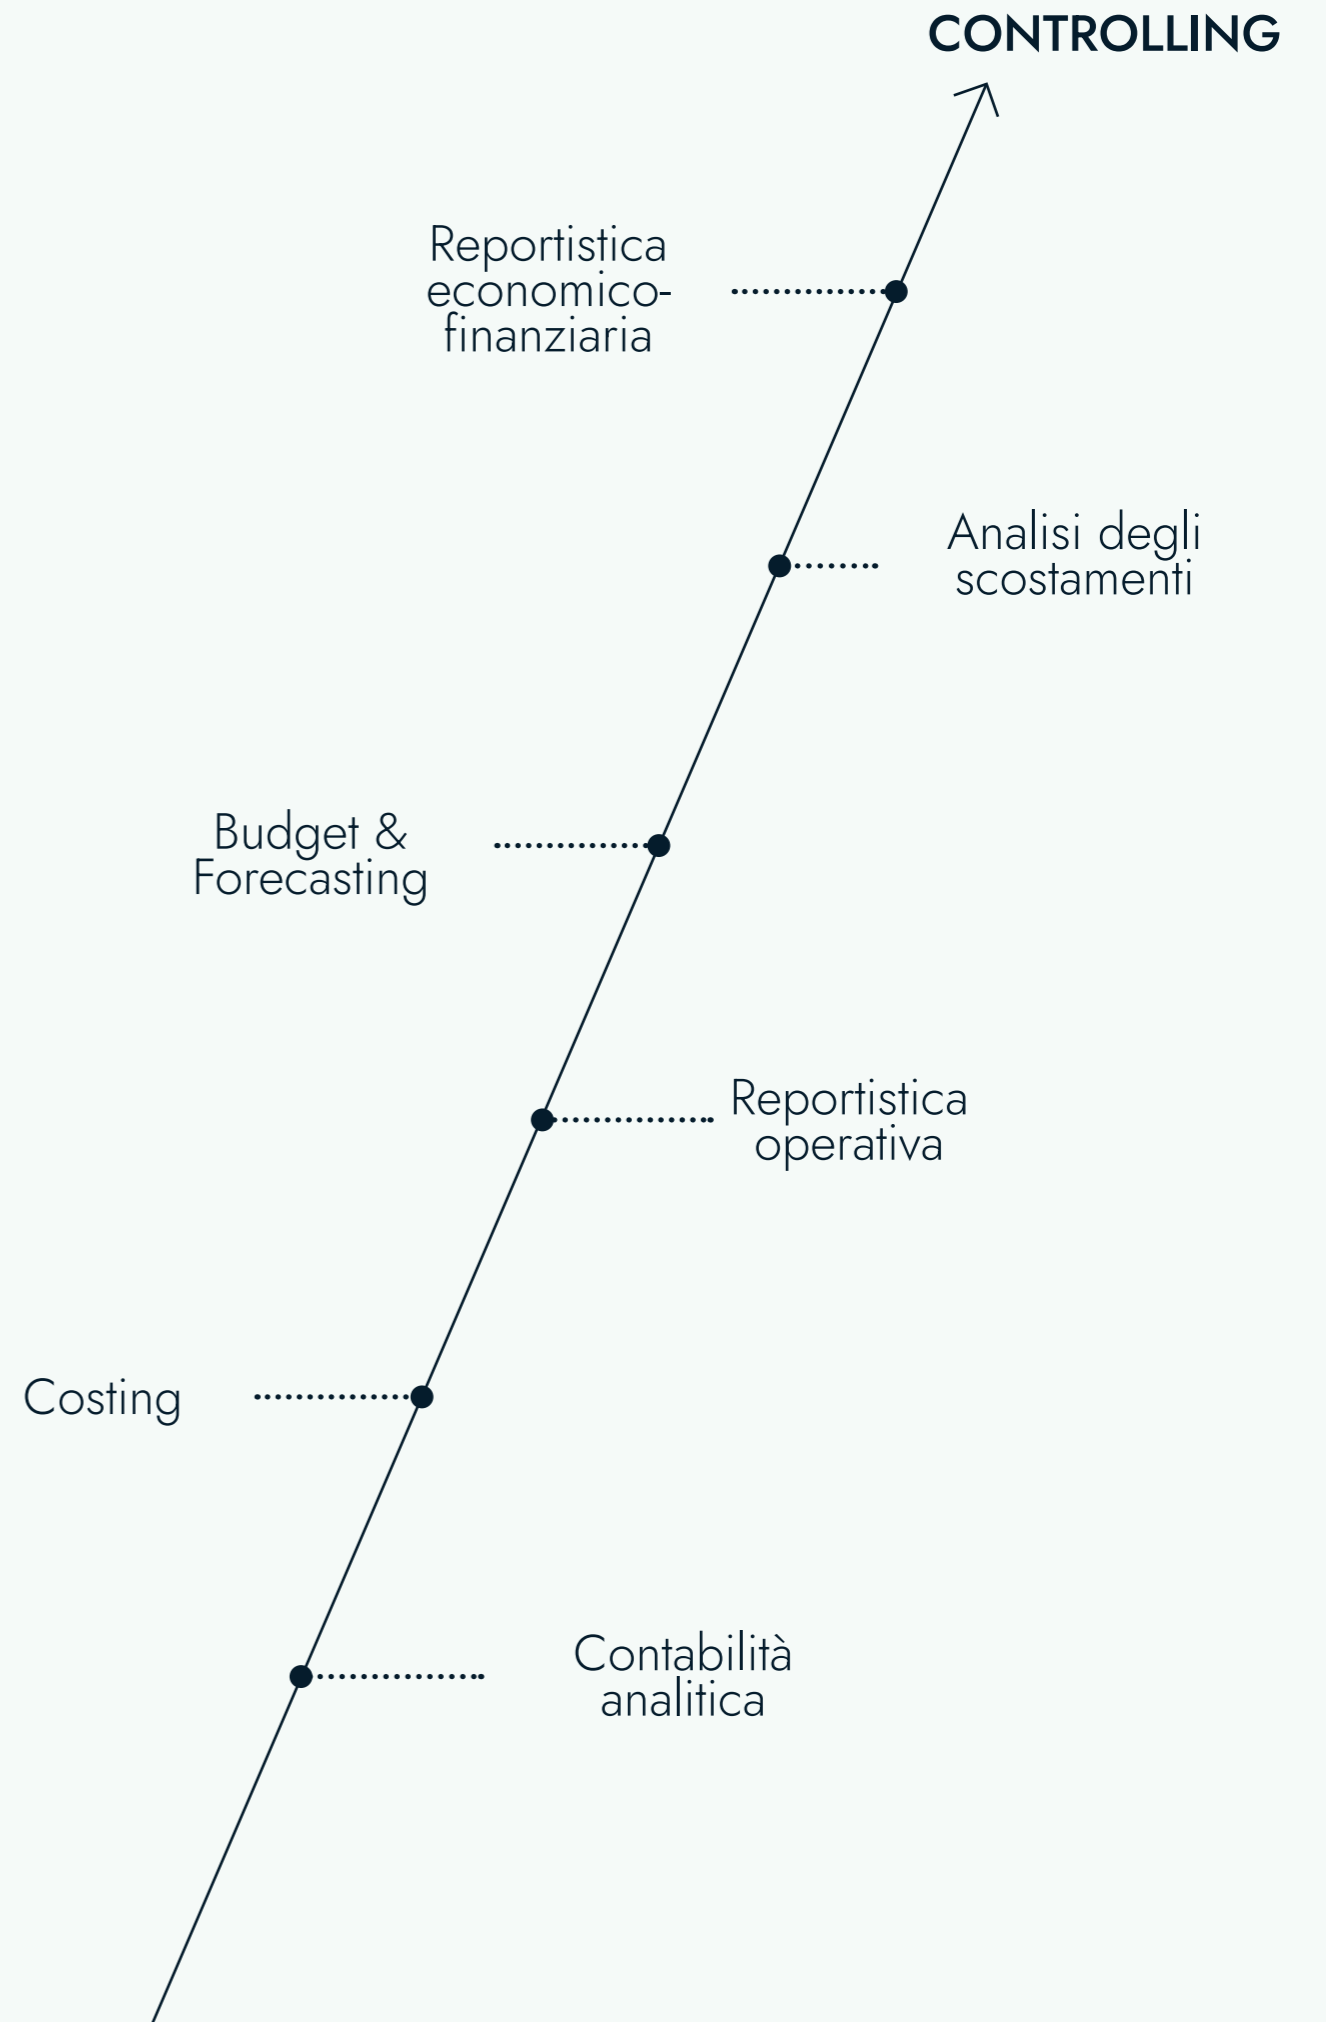 CONTROLLING
Reportistica
economico-
finanziaria
Analisi degli
scostamenti
Budget &
Forecasting
Reportistica
operativa
Costing
Contabilità
analitica